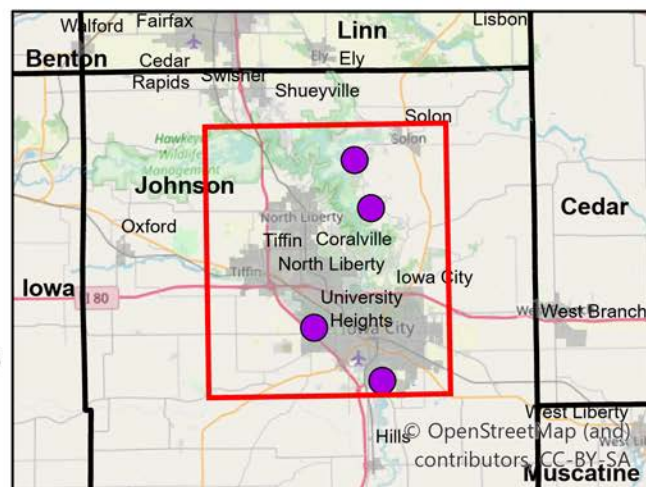 Fairfax
Walford
Linn
Lisbon
Benton
Cedar
Rapids
Ely
Ely
Swisher
Shueyville
Solon
Solon
Hawkeye
Wildlife
Management
Johnson
Cedar
North Liberty
Oxford
Tiffin
Coralville
Tiffin
North Liberty
Iowa City
Iowa
I 80
University
Heights
Iowa City
West Branch
West Liberty
Hills
© OpenStreetMap (and)
contributors, CC-BY-SA
Muscatine